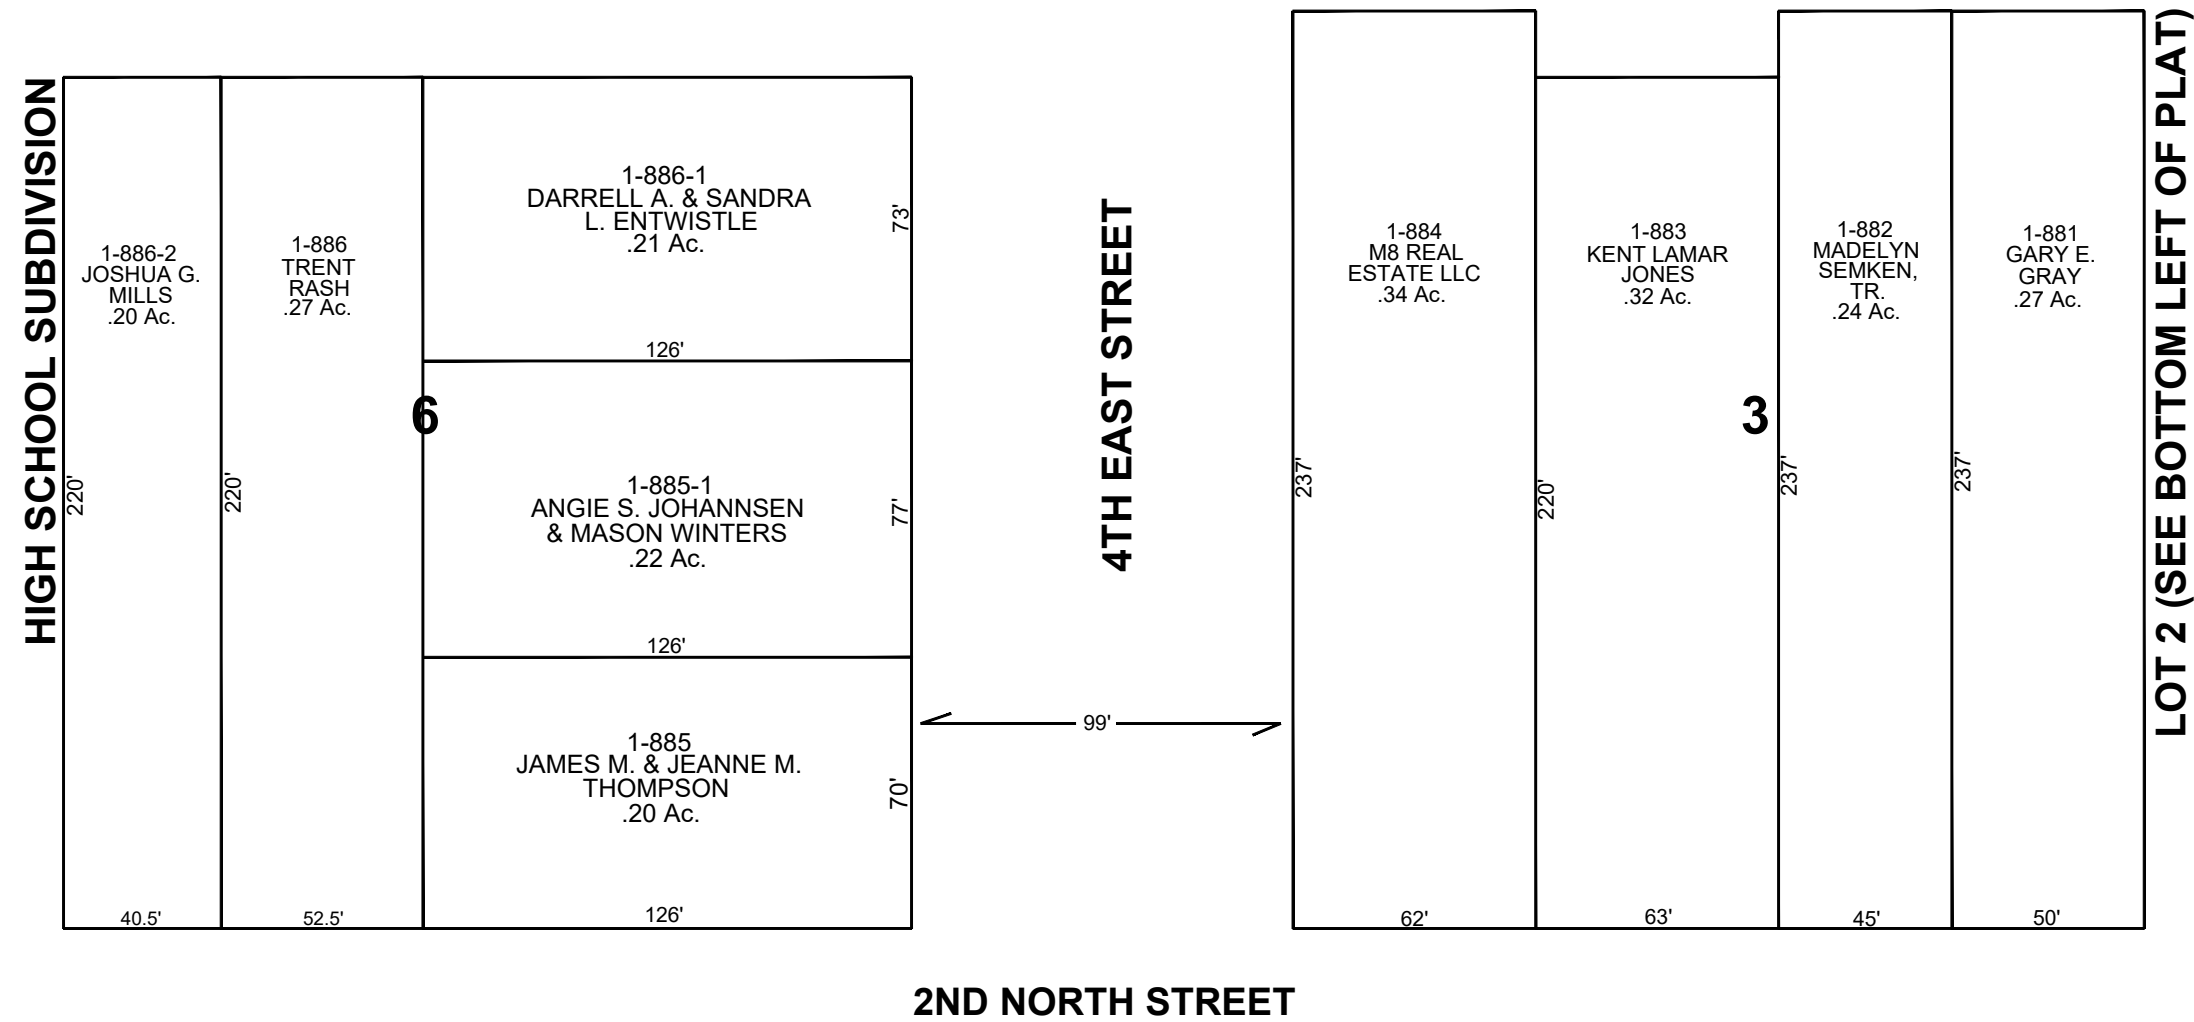 HIGH SCHOOL SUBDIVISION
1-886-2
JOSHUA G.
MILLS
.20 Ac.
220'
40.5'
1-886
TRENT
RASH
.27 Ac.
220'
52.5'
6
1-886-1
DARRELL A. & SANDRA
L. ENTWISTLE
.21 Ac.
73'
126'
1-885-1
ANGIE S. JOHANNSEN
& MASON WINTERS
.22 Ac.
77'
126'
1-885
JAMES M. & JEANNE M.
THOMPSON
.20 Ac.
70'
126'
4TH EAST STREET
99'
1-884
M8 REAL
ESTATE LLC
.34 Ac.
237'
62'
1-883
KENT LAMAR
JONES
.32 Ac.
220'
63'
3
1-882
MADELYN
SEMKEN,
TR.
.24 Ac.
237'
45'
1-881
GARY E.
GRAY
.27 Ac.
237'
50'
LOT 2 (SEE BOTTOM LEFT OF PLAT)
2ND NORTH STREET